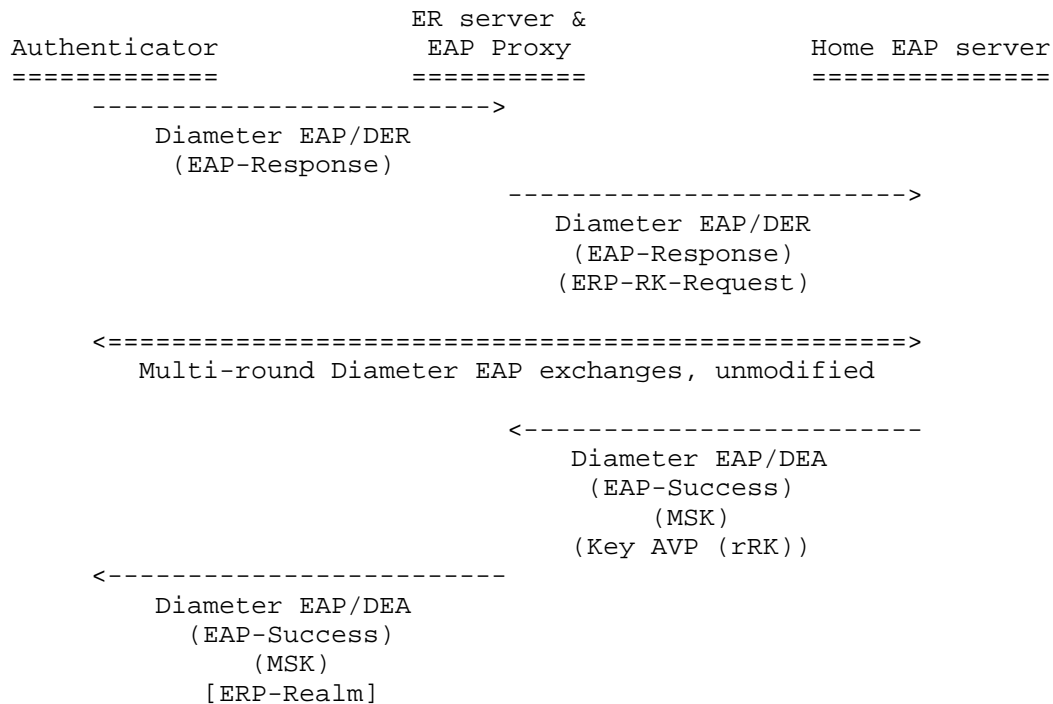 ER server &
Authenticator EAP Proxy Home EAP server
============= =========== ===============
------------------------->
Diameter EAP/DER
(EAP-Response)
------------------------->
Diameter EAP/DER
(EAP-Response)
(ERP-RK-Request)
<==================================================>
Multi-round Diameter EAP exchanges, unmodified
<-------------------------
Diameter EAP/DEA
(EAP-Success)
(MSK)
(Key AVP (rRK))
<-------------------------
Diameter EAP/DEA
(EAP-Success)
(MSK)
[ERP-Realm]